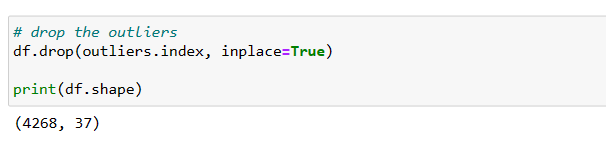 # drop the outliers
df.drop(outliers.index, inplace=True)
print(df.shape)
(4268, 37)